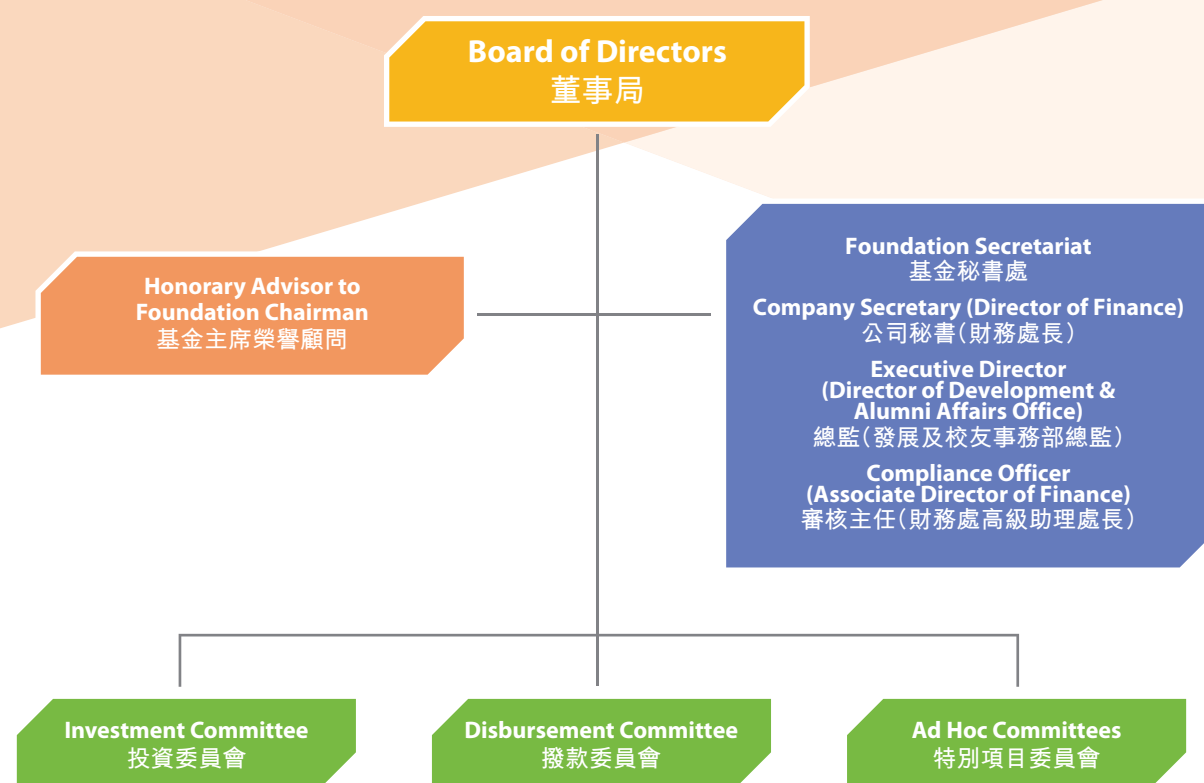 Board of Directors
董事局
Honorary Advisor to
Foundation Chairman
基金主席榮譽顧問
Foundation Secretariat
基金秘書處
Company Secretary (Director of Finance)
公司秘書(財務處長)
Executive Director
(Director of Development &
Alumni Affairs Office)
總監(發展及校友事務部總監)
Compliance Officer
(Associate Director of Finance)
審核主任(財務處高級助理處長)
Investment Committee
投資委員會
Disbursement Committee
撥款委員會
Ad Hoc Committees
特別項目委員會